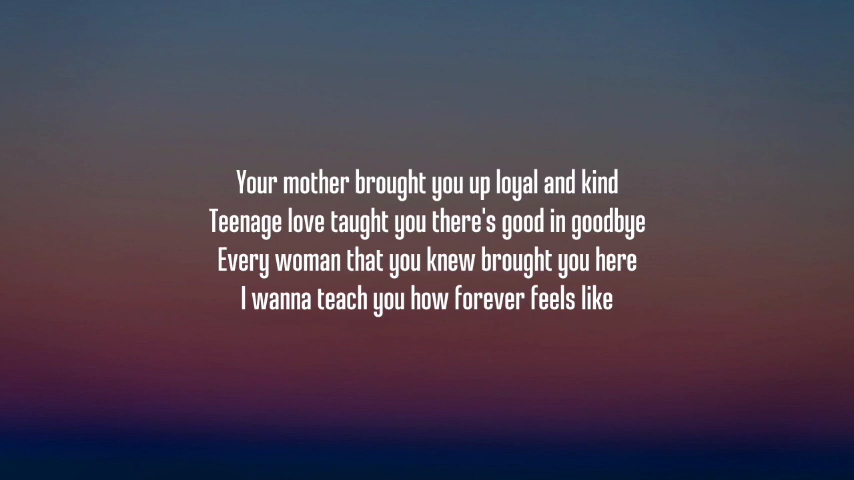 Your mother brought you up loyal and kind
Teenage love taught you there's good in goodbye
Every woman that you knew brought you here
I wanna teach you how forever feels like